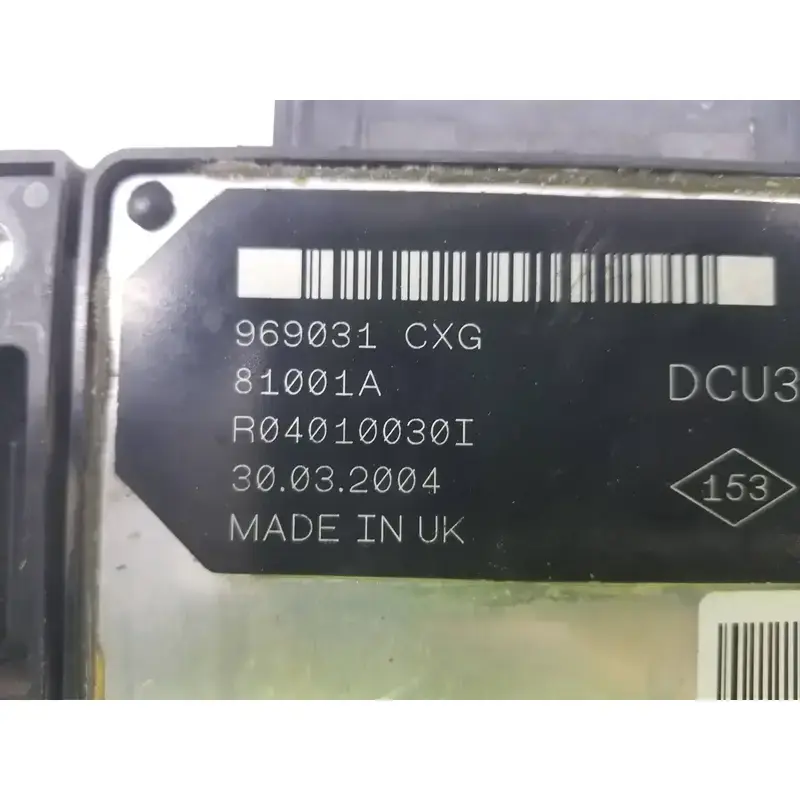 969031 CXG
81001A
DCU3
R04010030I
30.03.2004
153
MADE IN UK